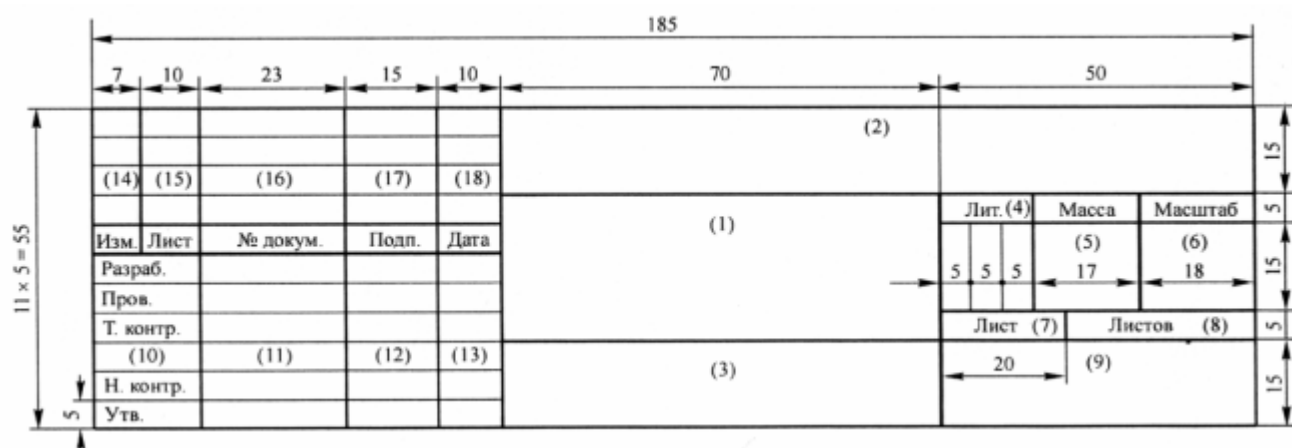 185
7 10 23 15 10 70 50
(2)
15
(14) (15) (16) (17) (18)
Лит. (4) Масса Масштаб
5
(1)
Изм. Лист № докум. Подп. Дата
(5) (6)
11 × 5 = 55
Разраб.
5 5 5 17 18
15
Пров.
Т. контр.
Лист (7) Листов (8)
5
(10) (11) (12) (13)
(3)
20 (9)
15
Н. контр.
5
Утв.